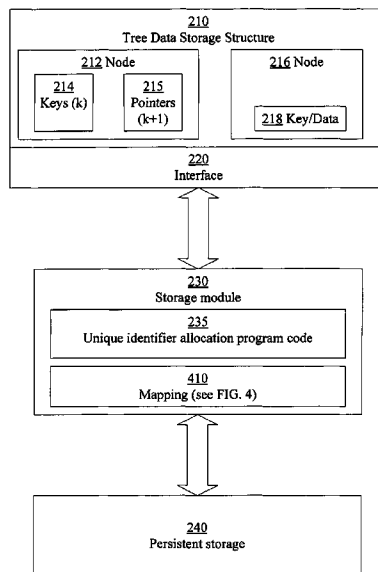 210
Tree Data Storage Structure
212 Node
214
Keys (k)
215
Pointers
(k+1)
216 Node
218 Key/Data
220
Interface
230
Storage module
235
Unique identifier allocation program code
410
Mapping (see FIG. 4)
240
Persistent storage